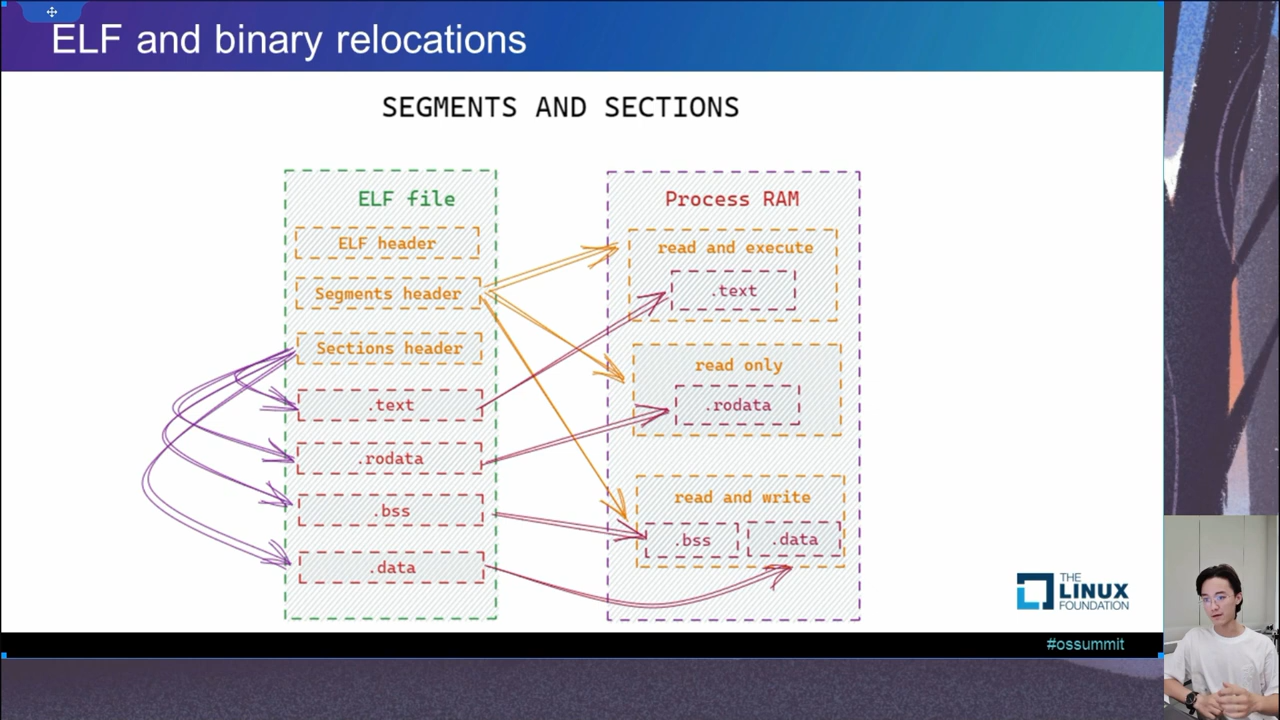 ELF and binary relocations
SEGMENTS AND SECTIONS
ELF file
ELF header
Segments header
Sections header
.text
.rodata
.bss
.data
Process RAM
read and execute
.text
read only
.rodata
read and write
.bss
.data
THE
LINUX
FOUNDATION
#ossummit